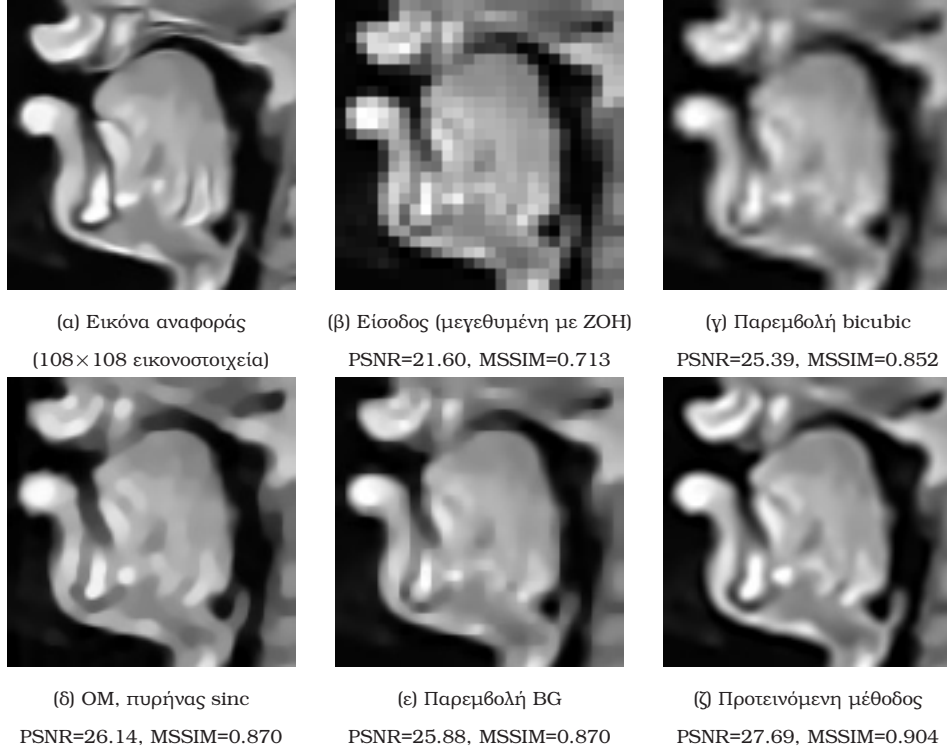 (α) Εικόνα αναφοράς
(108×108 εικονοστοιχεία)
(β) Είσοδος (μεγεθυμένη με ZOH)
PSNR=21.60, MSSIM=0.713
(γ) Παρεμβολή bicubic
PSNR=25.39, MSSIM=0.852
(δ) ΟΜ, πυρήνας sinc
PSNR=26.14, MSSIM=0.870
(ε) Παρεμβολή BG
PSNR=25.88, MSSIM=0.870
(ζ) Προτεινόμενη μέθοδος
PSNR=27.69, MSSIM=0.904